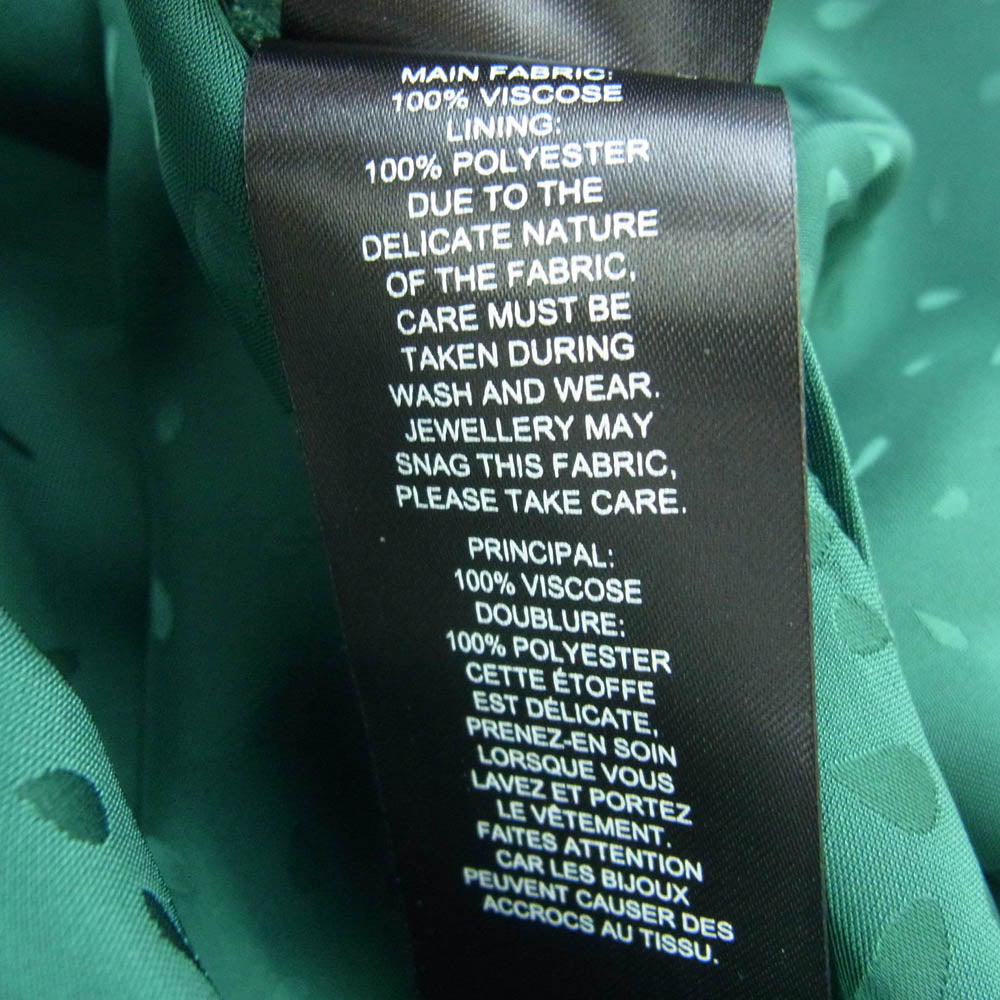 MAIN FABRIC:
100% VISCOSE
LINING:
100% POLYESTER
DUE TO THE
DELICATE NATURE
OF THE FABRIC,
CARE MUST BE
TAKEN DURING
WASH AND WEAR.
JEWELLERY MAY
SNAG THIS FABRIC,
PLEASE TAKE CARE.
PRINCIPAL:
100% VISCOSE
DOUBLURE:
100% POLYESTER
CETTE ÉTOFFE
EST DÉLICATE,
PRENEZ-EN SOIN
LORSQUE VOUS
LAVEZ ET PORTEZ
LE VÊTEMENT.
FAITES ATTENTION
CAR LES BIJOUX
PEUVENT CAUSER DES
ACCROCS AU TISSU.